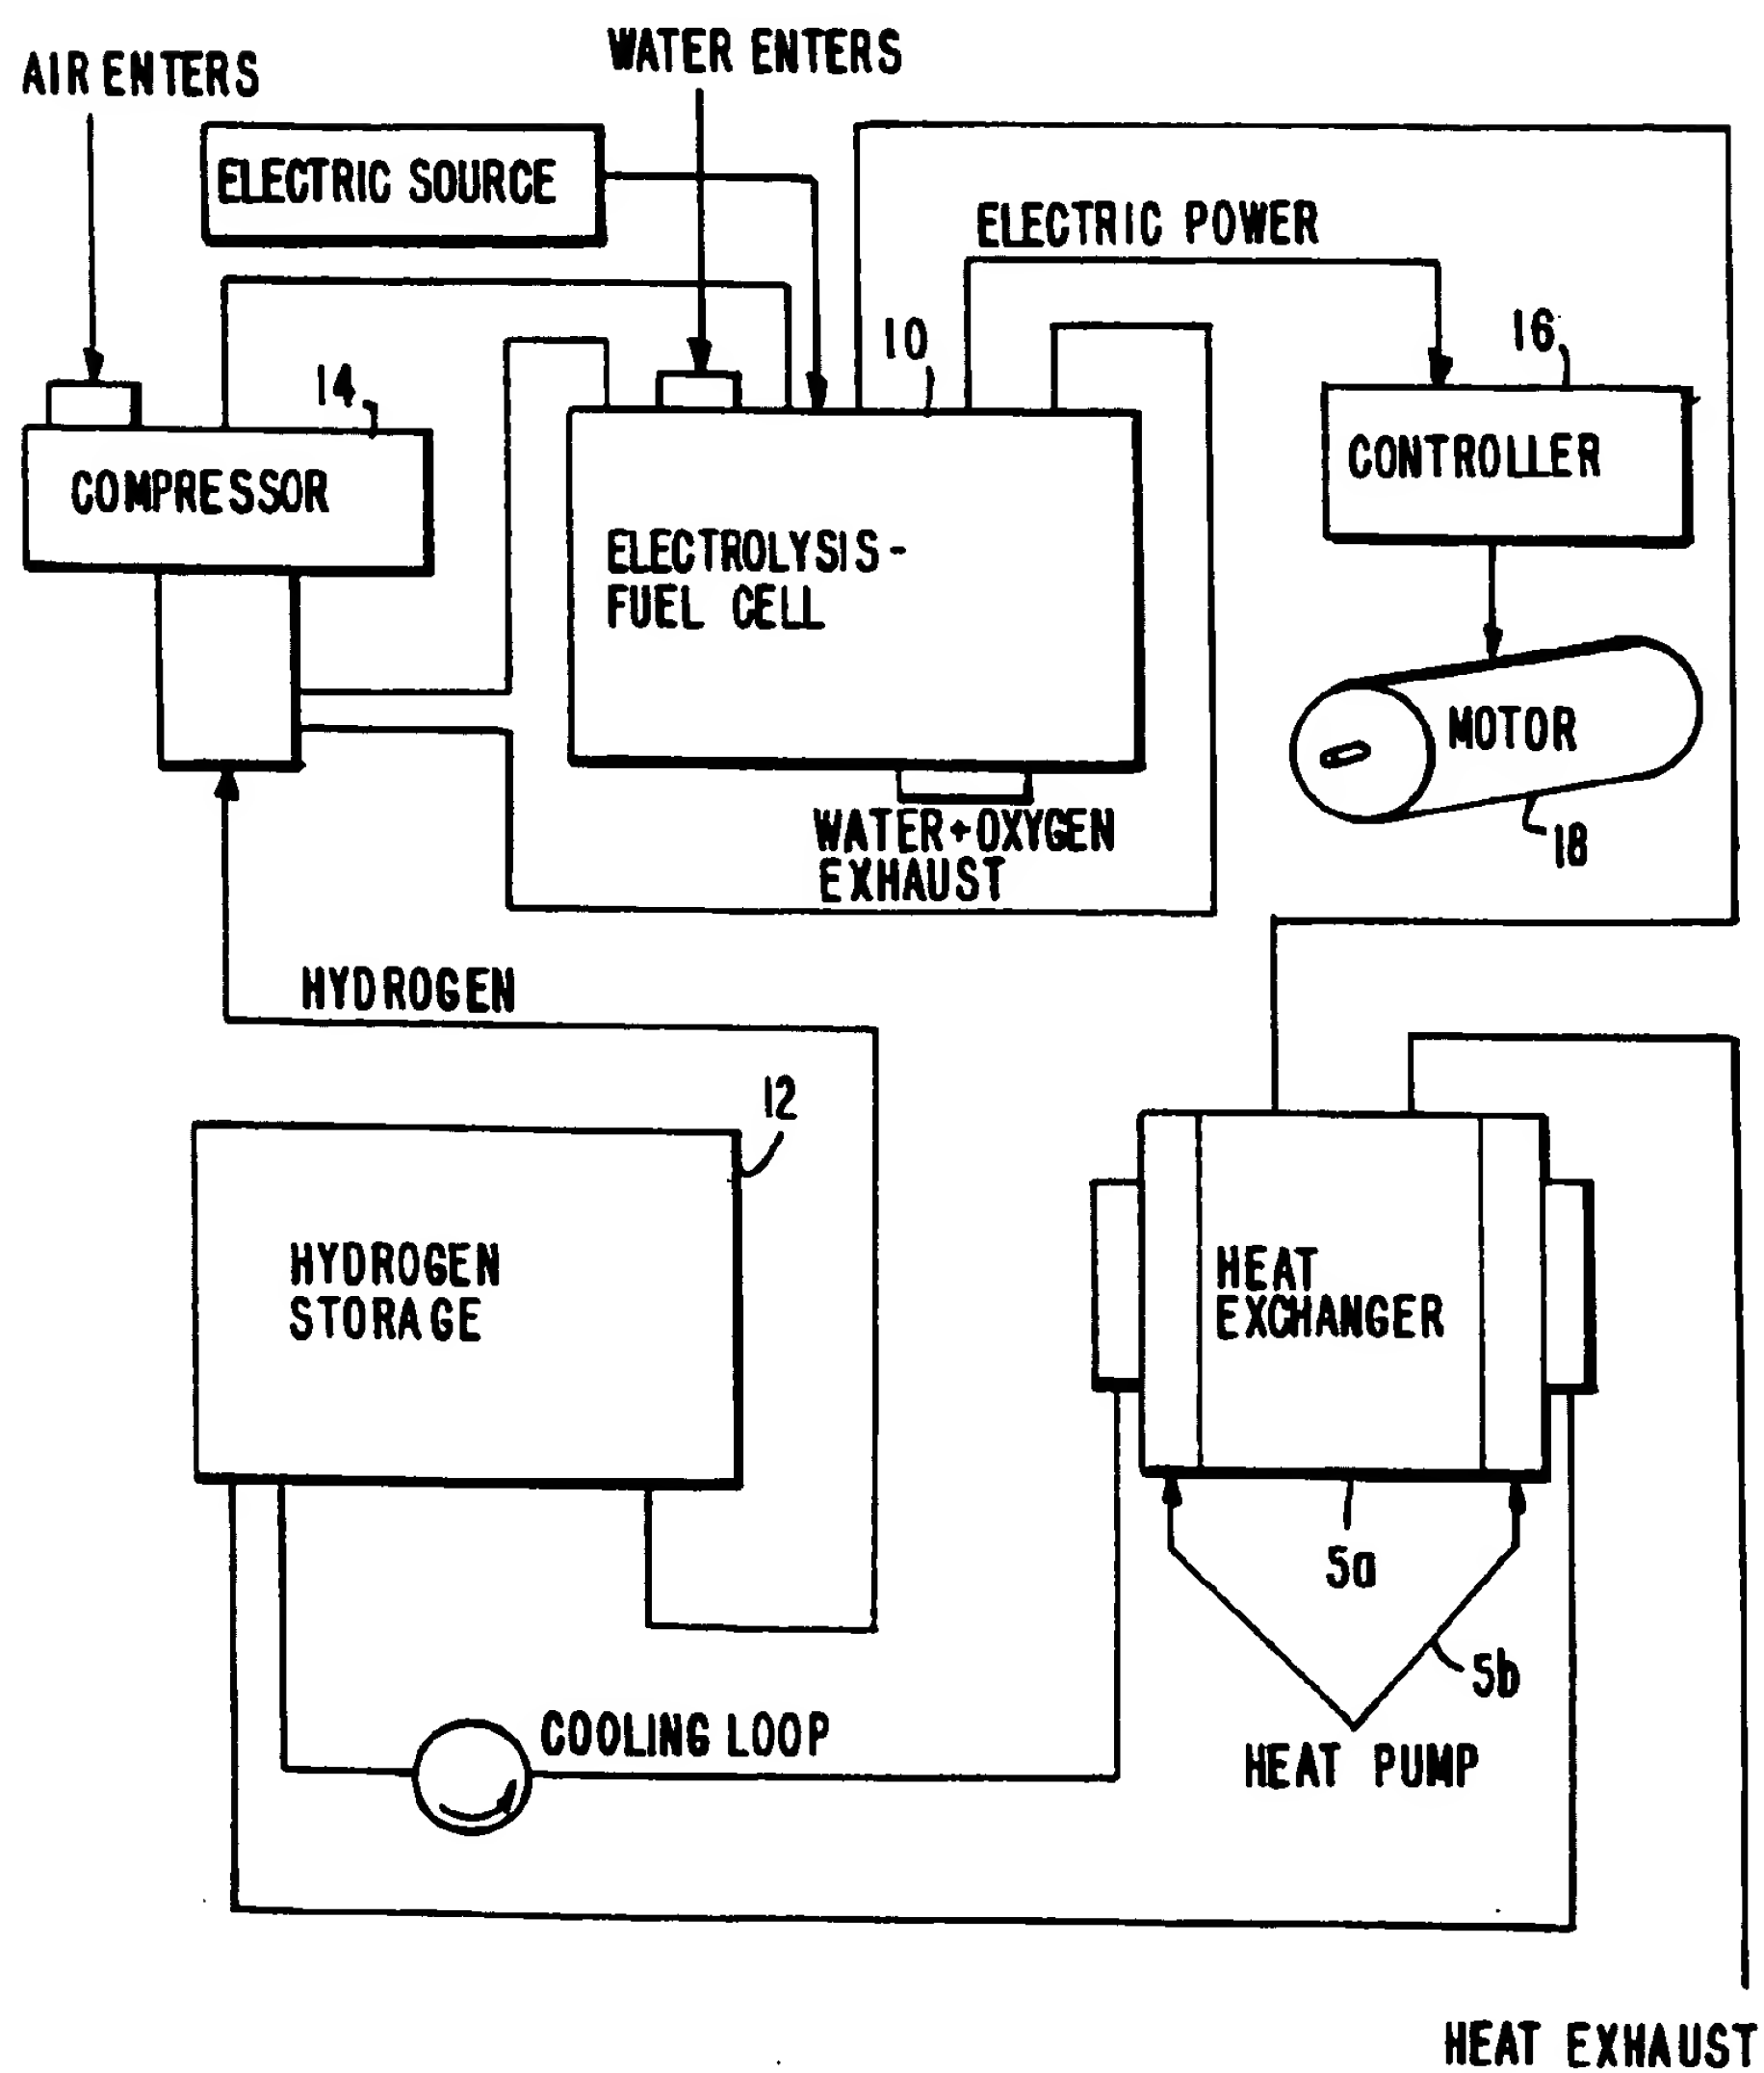 AIR ENTERS
WATER ENTERS
ELECTRIC SOURCE
ELECTRIC POWER
10
16
14
COMPRESSOR
ELECTROLYSIS-
FUEL CELL
CONTROLLER
MOTOR
18
WATER+OXYGEN
EXHAUST
HYDROGEN
12
HYDROGEN
STORAGE
HEAT
EXCHANGER
5a
5b
COOLING LOOP
HEAT PUMP
HEAT EXHAUST